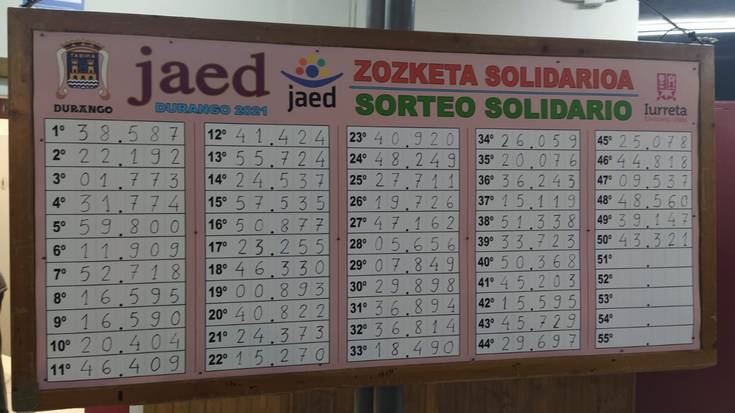 TABIRA
DURANGO
jaed
DURANGO 2021
jaed
ZOZKETA SOLIDARIOA
SORTEO SOLIDARIO
Iurreta
1º 38.587
2º 22.192
3º 01.773
4º 31.774
5º 59.800
6º 11.909
7º 52.718
8º 16.595
9º 16.590
10º 20.404
11º 46.409
12º 41.424
13º 55.724
14º 24.537
15º 57.535
16º 50.877
17º 23.255
18º 46.330
19º 00.893
20º 40.822
21º 24.373
22º 15.270
23º 40.920
24º 48.249
25º 27.711
26º 19.726
27º 47.162
28º 05.656
29º 07.849
30º 29.898
31º 36.894
32º 36.814
33º 18.490
34º 26.059
35º 20.076
36º 36.243
37º 15.119
38º 51.338
39º 33.723
40º 50.368
41º 45.203
42º 15.595
43º 45.729
44º 29.697
45º 25.078
46º 44.818
47º 09.537
48º 48.560
49º 39.147
50º 43.321
51º .
52º .
53º .
54º .
55º .